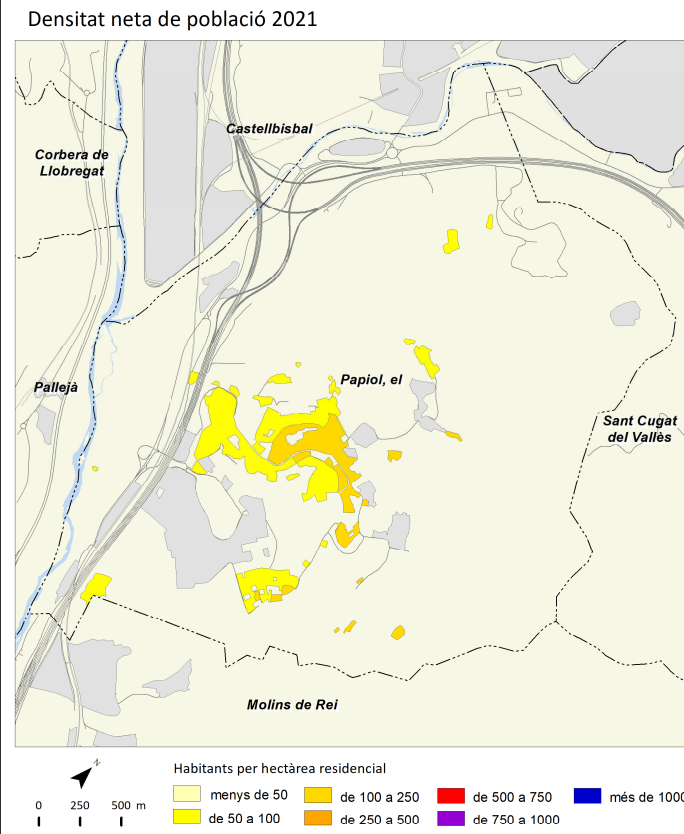 Densitat neta de població 2021
Castellbisbal
Corbera de
Llobregat
Papiol, el
Pallejà
Sant Cugat
del Vallès
Molins de Rei
N
Habitants per hectàrea residencial
menys de 50
de 100 a 250
de 500 a 750
més de 1000
de 50 a 100
de 250 a 500
de 750 a 1000
0 250 500 m